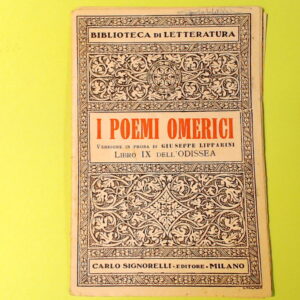 BIBLIOTECA DI LETTERATURA
I POEMI OMERICI
VERSIONE IN PROSA DI GIUSEPPE LIPPARINI
LIBRO IX DELL'ODISSEA
CARLO SIGNORELLI - EDITORE - MILANO